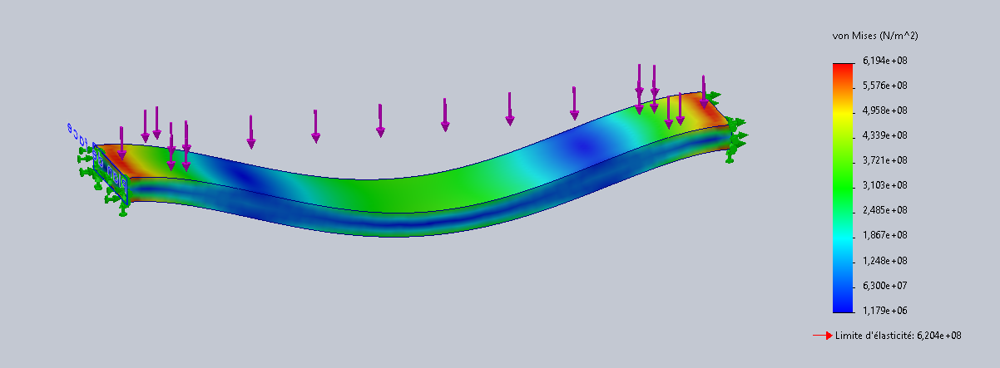 von Mises (N/m^2)
6,194e+08
5,576e+08
4,958e+08
4,339e+08
3,721e+08
3,103e+08
2,485e+08
1,867e+08
1,248e+08
6,300e+07
1,179e+06
Limite d'élasticité: 6,204e+08